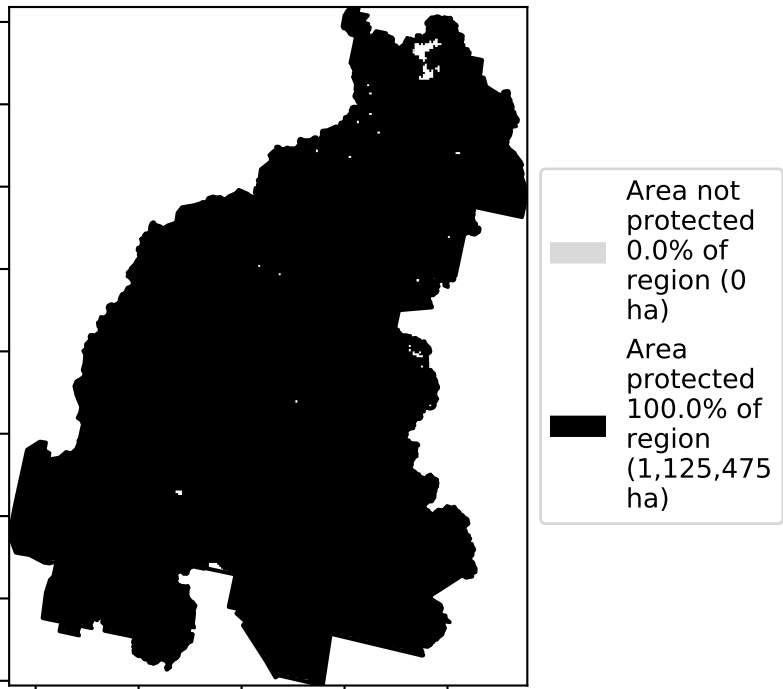 Area not
protected
0.0% of
region (0
ha)
Area
protected
100.0% of
region
(1,125,475
ha)